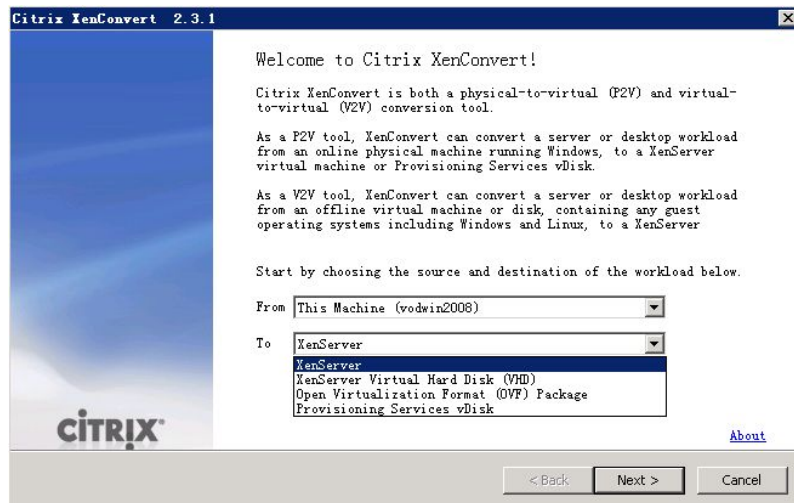 Citrix XenConvert 2.3.1
Welcome to Citrix XenConvert!
Citrix XenConvert is both a physical-to-virtual (P2V) and virtual-
to-virtual (V2V) conversion tool.
As a P2V tool, XenConvert can convert a server or desktop workload
from an online physical machine running Windows, to a XenServer
virtual machine or Provisioning Services vDisk.
As a V2V tool, XenConvert can convert a server or desktop workload
from an offline virtual machine or disk, containing any guest
operating systems including Windows and Linux, to a XenServer
Start by choosing the source and destination of the workload below.
From This Machine (vodwin2008)
To XenServer
XenServer
XenServer Virtual Hard Disk (VHD)
Open Virtualization Format (OVF) Package
Provisioning Services vDisk
CİTRIX
About
< Back Next > Cancel